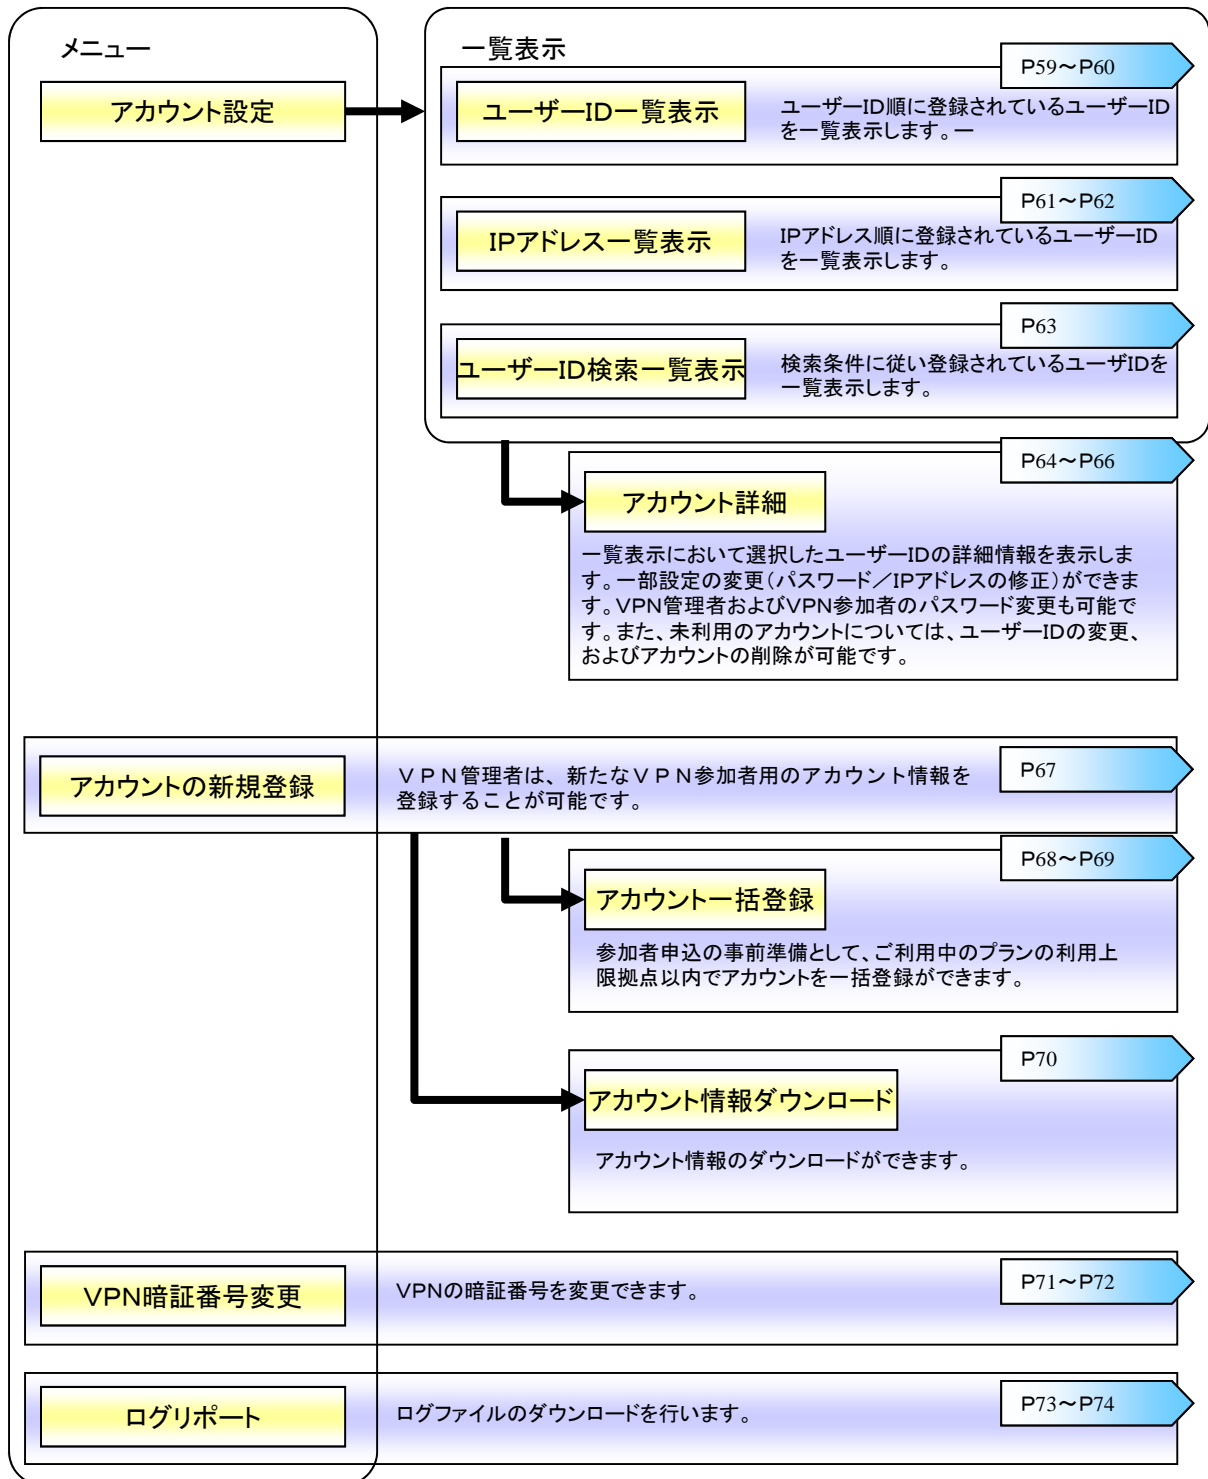 メニュー
アカウント設定
一覧表示
P59～P60
ユーザーID一覧表示
ユーザーID順に登録されているユーザーID
を一覧表示します。ー
P61～P62
IPアドレス一覧表示
IPアドレス順に登録されているユーザーID
を一覧表示します。
P63
ユーザーID検索一覧表示
検索条件に従い登録されているユーザIDを
一覧表示します。
P64～P66
アカウント詳細
一覧表示において選択したユーザーIDの詳細情報を表示しま
す。一部設定の変更（パスワード／IPアドレスの修正）ができま
す。VPN管理者およびVPN参加者のパスワード変更も可能で
す。また、未利用のアカウントについては、ユーザーIDの変更、
およびアカウントの削除が可能です。
アカウントの新規登録
ＶＰＮ管理者は、新たなＶＰＮ参加者用のアカウント情報を
登録することが可能です。
P67
P68～P69
アカウント一括登録
参加者申込の事前準備として、ご利用中のプランの利用上
限拠点以内でアカウントを一括登録ができます。
P70
アカウント情報ダウンロード
アカウント情報のダウンロードができます。
VPN暗証番号変更
VPNの暗証番号を変更できます。
P71～P72
ログリポート
ログファイルのダウンロードを行います。
P73～P74